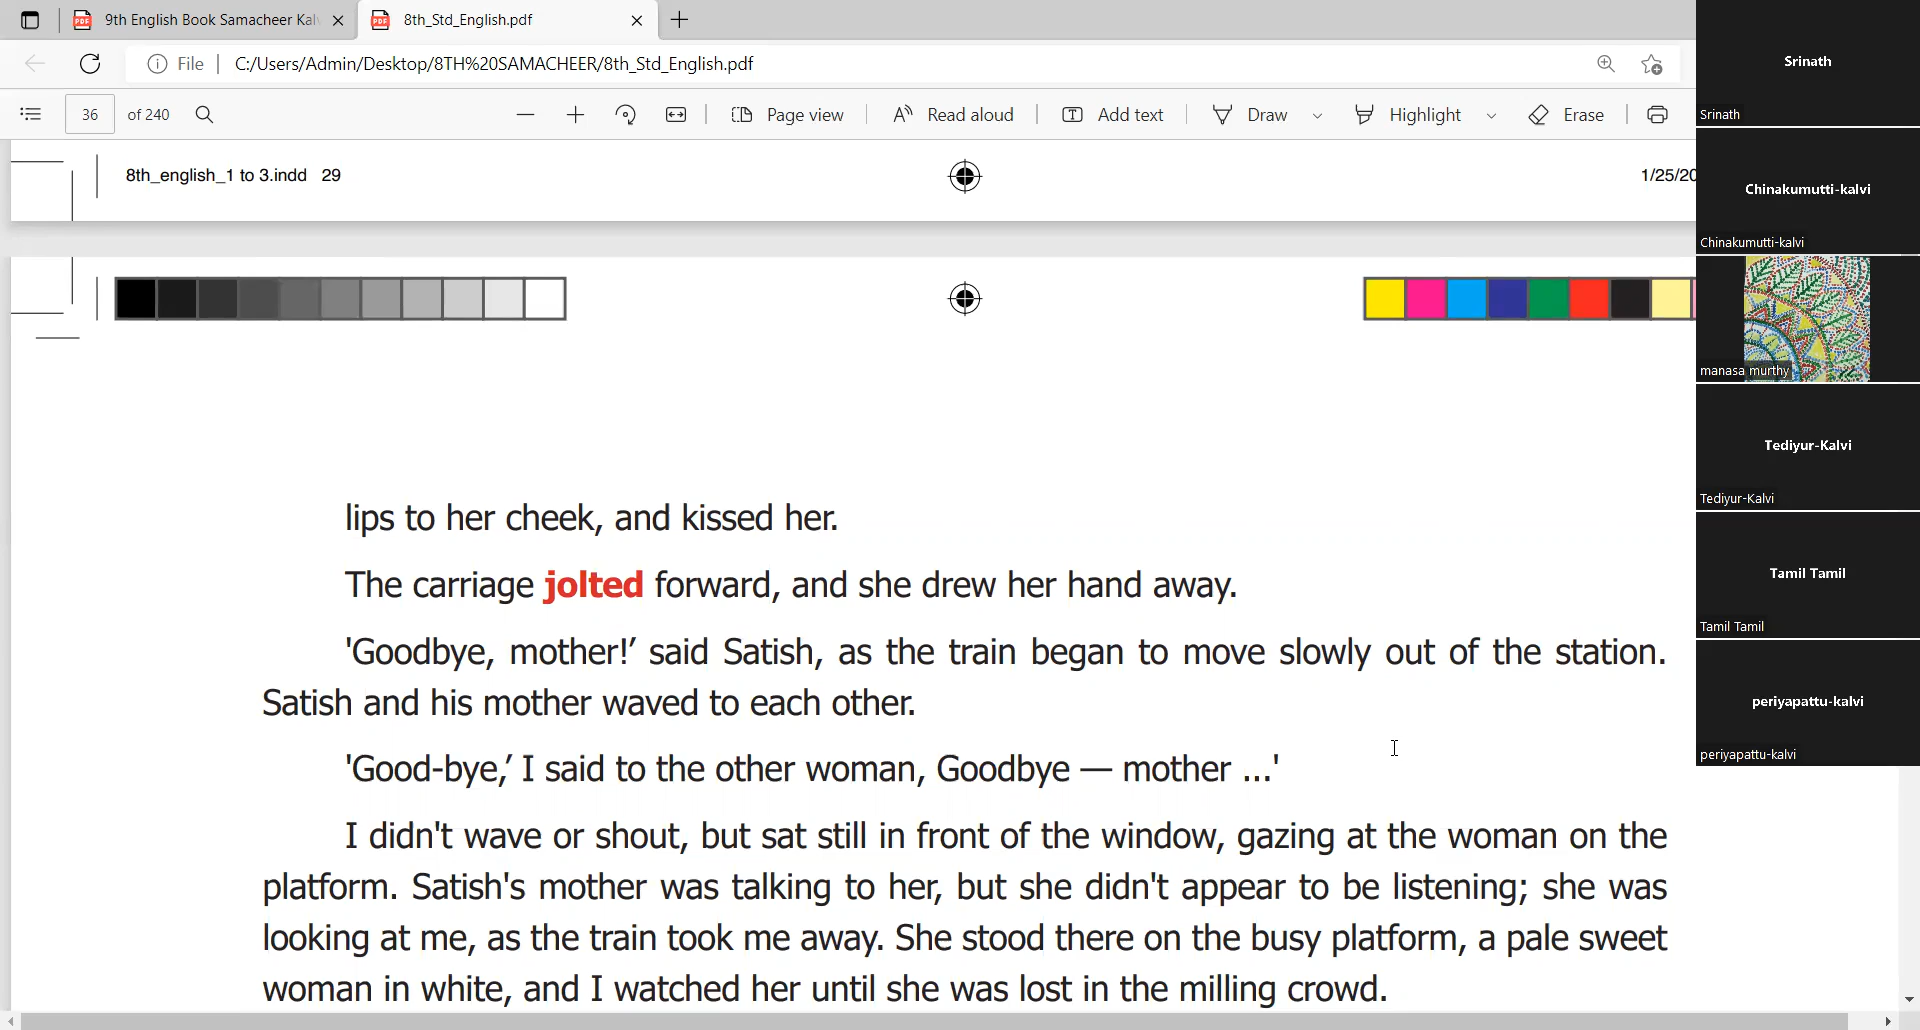 9th English Book Samacheer Kal
8th_Std_English.pdf
File
C:/Users/Admin/Desktop/8TH%20SAMACHEER/8th_Std_English.pdf
36 of 240
Page view
Read aloud
Add text
Draw
Highlight
Erase
8th_english_1 to 3.indd 29
1/25/20
lips to her cheek, and kissed her.
The carriage jolted forward, and she drew her hand away.
'Goodbye, mother!’ said Satish, as the train began to move slowly out of the station.
Satish and his mother waved to each other.
'Good-bye,’ I said to the other woman, Goodbye — mother ...'
I didn't wave or shout, but sat still in front of the window, gazing at the woman on the
platform. Satish's mother was talking to her, but she didn't appear to be listening; she was
looking at me, as the train took me away. She stood there on the busy platform, a pale sweet
woman in white, and I watched her until she was lost in the milling crowd.
Srinath
Srinath
Chinakumutti-kalvi
Chinakumutti-kalvi
manasa murthy
Tediyur-Kalvi
Tediyur-Kalvi
Tamil Tamil
Tamil Tamil
periyapattu-kalvi
periyapattu-kalvi